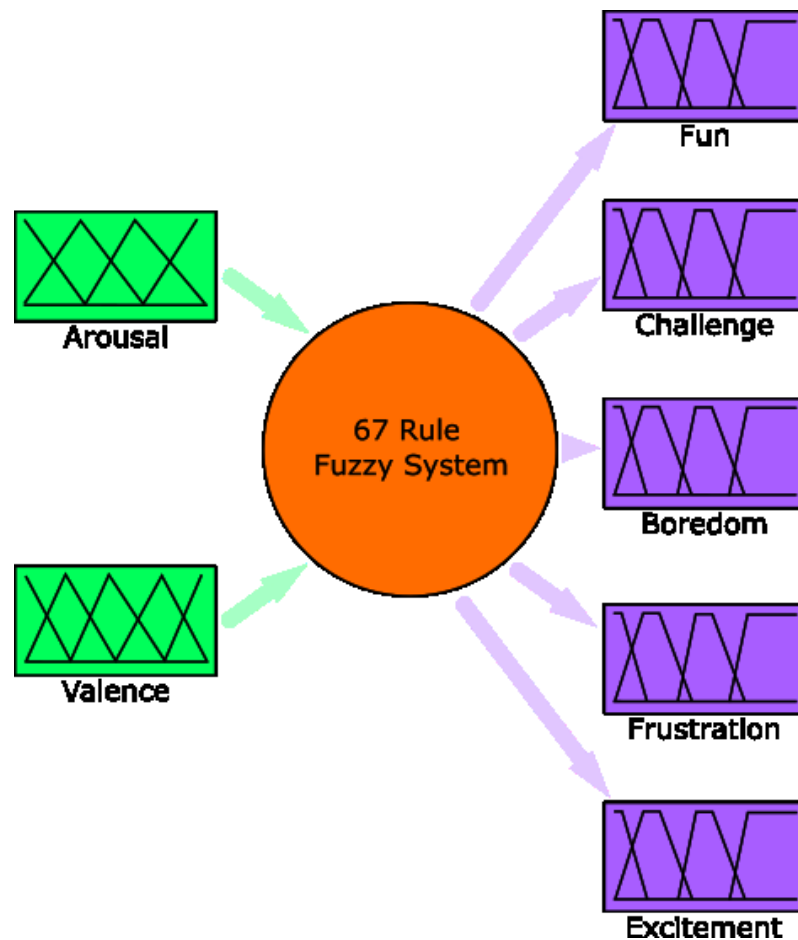 Fun
Arousal
Challenge
67 Rule
Fuzzy System
Boredom
Valence
Frustration
Excitement